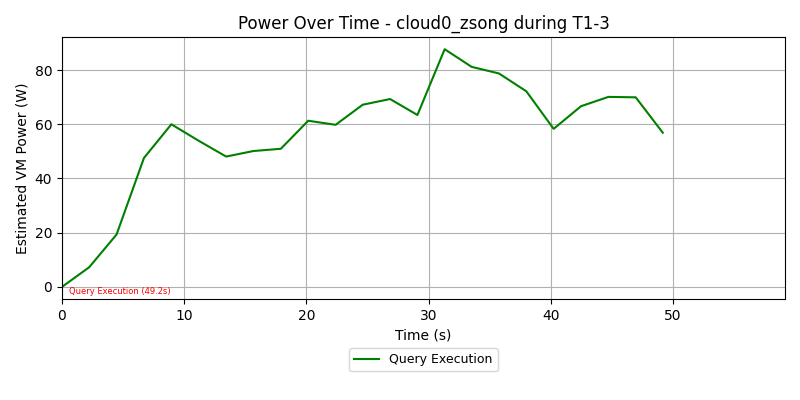 Power Over Time - cloud0_zsong during T1-3
Estimated VM Power (W)
80
60
40
20
0
Query Execution (49.2s)
0 10 20 30 40 50
Time (s)
Query Execution